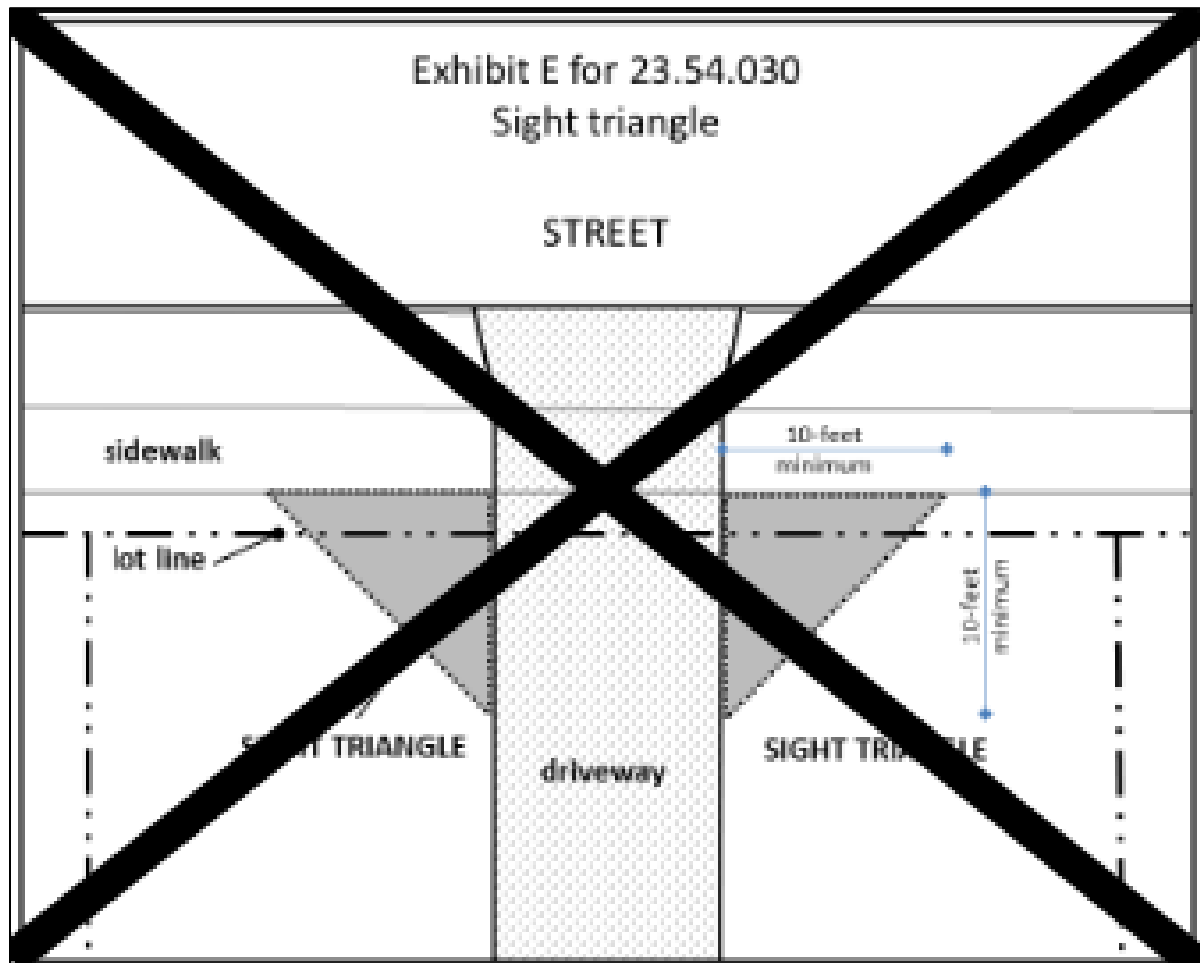 Exhibit E for 23.54.030
Sight triangle
STREET
sidewalk
10-feet
minimum
lot line
10-feet
minimum
TRIANGLE
SIGHT
driveway